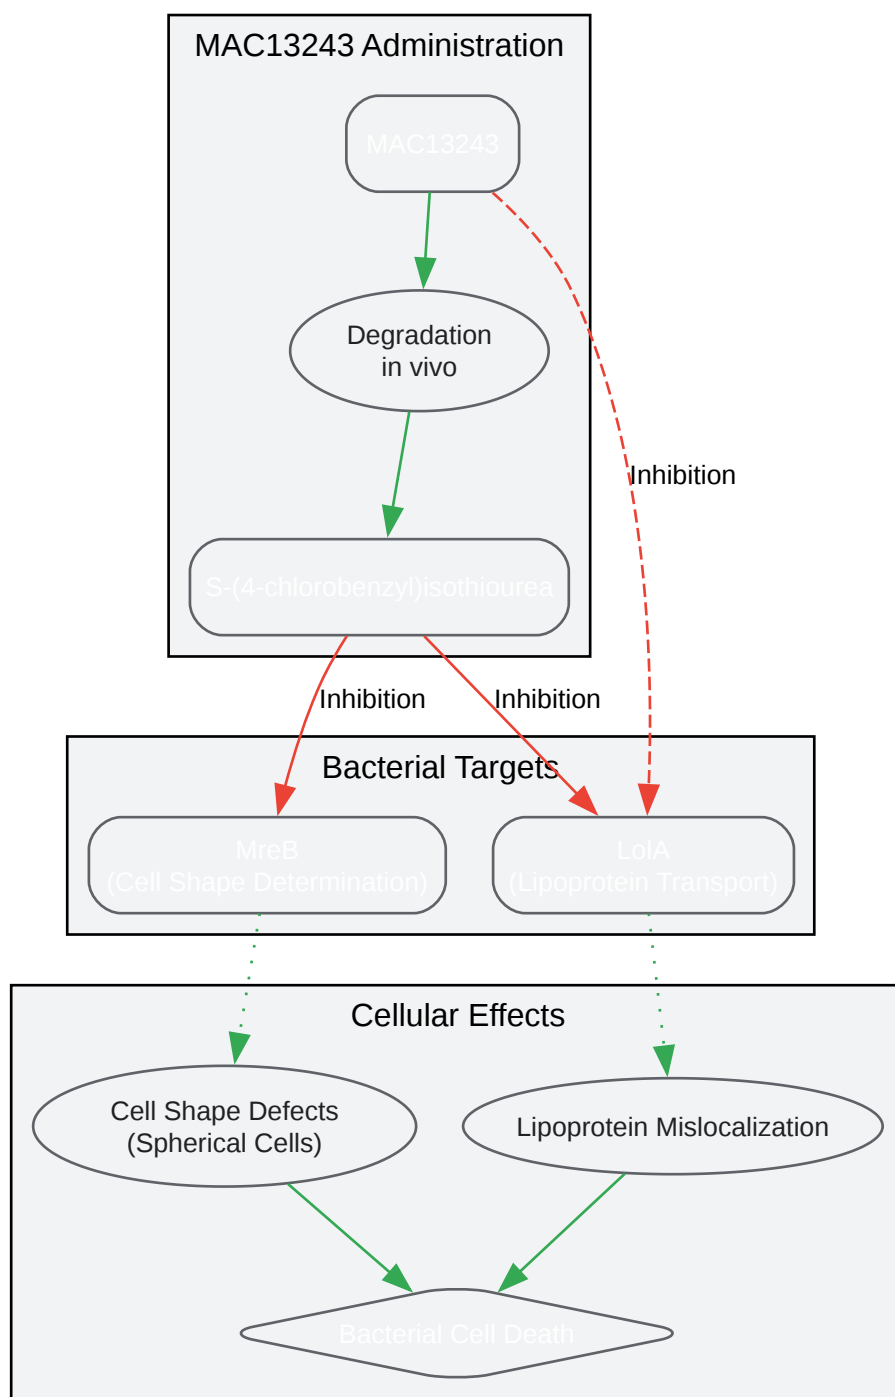 MAC13243 Administration
MAC13243
Degradation
in vivo
Inhibition
S-(4-chlorobenzyl)isothiourea
Inhibition
Inhibition
Bacterial Targets
MreB
(Cell Shape Determination)
LolA
(Lipoprotein Transport)
Cellular Effects
Cell Shape Defects
(Spherical Cells)
Lipoprotein Mislocalization
Bacterial Cell Death